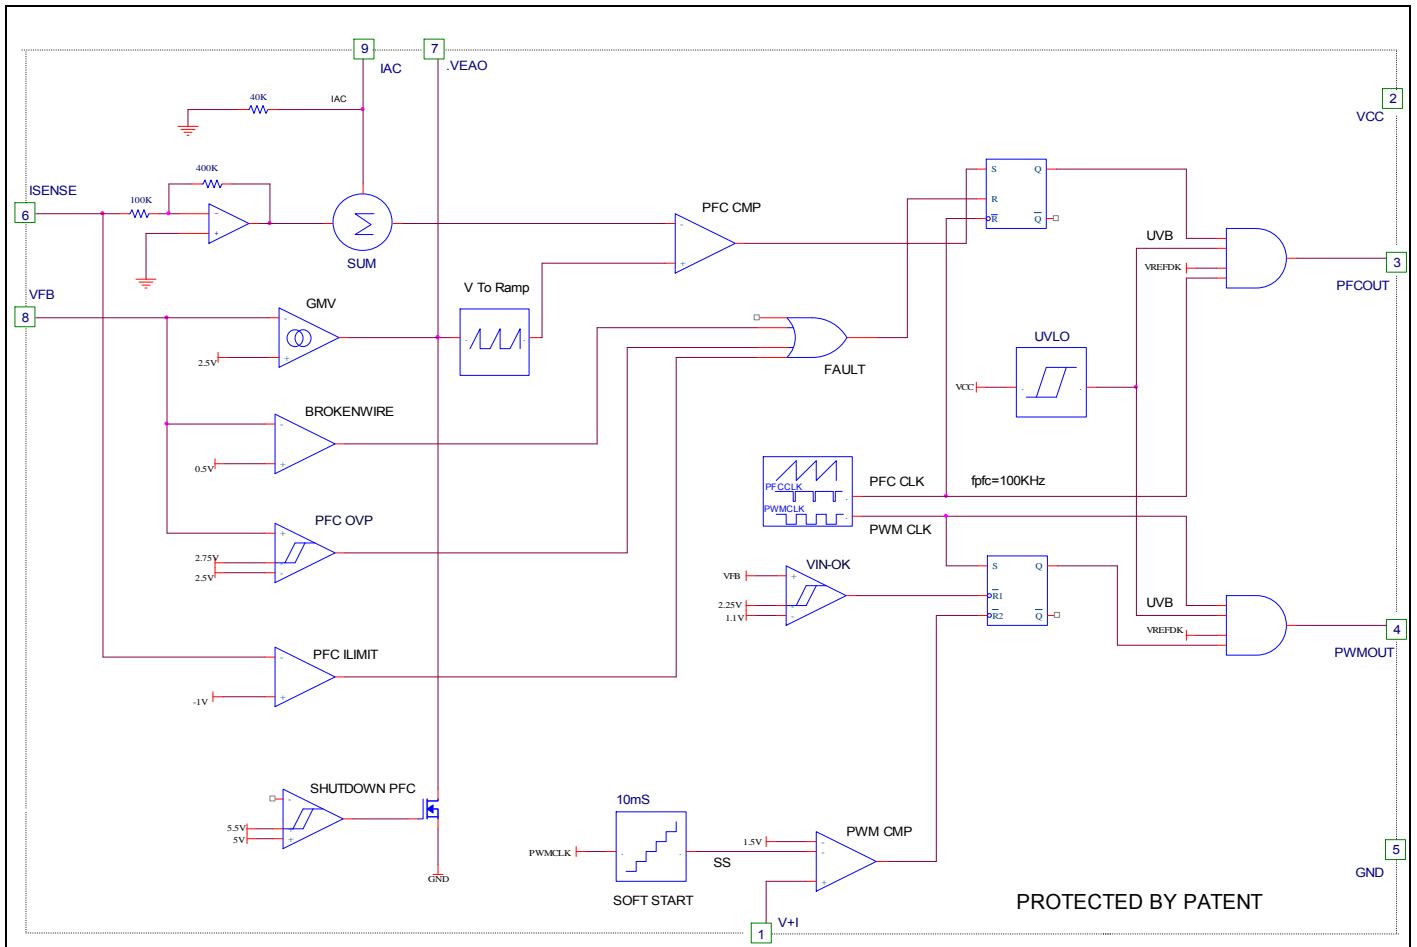 9
IAC
7
.VEAO
2
VCC
40K
IAC
400K
100K
ISENSE
6
-
+
Σ
SUM
PFC CMP
-
+
S
Q
R
R
Q
UVB
VREFDK
3
PFCOUT
VFB
8
GMV
-
+
2.5V
V To Ramp
FAULT
UVLO
VCC
BROKENWIRE
-
+
0.5V
PFCCLK
PWMCLK
PFC CLK
fpfc=100KHz
PWM CLK
PFC OVP
+
-
-
2.75V
2.5V
VIN-OK
VFB
+
-
-
2.25V
1.1V
S
Q
R1
R2
Q
UVB
VREFDK
4
PWMOUT
PFC ILIMIT
-
+
-1V
SHUTDOWN PFC
-
+
+
5.5V
5V
GND
10mS
PWMCLK
SOFT START
SS
1.5V
PWM CMP
-
-
+
V+I
1
5
GND
PROTECTED BY PATENT